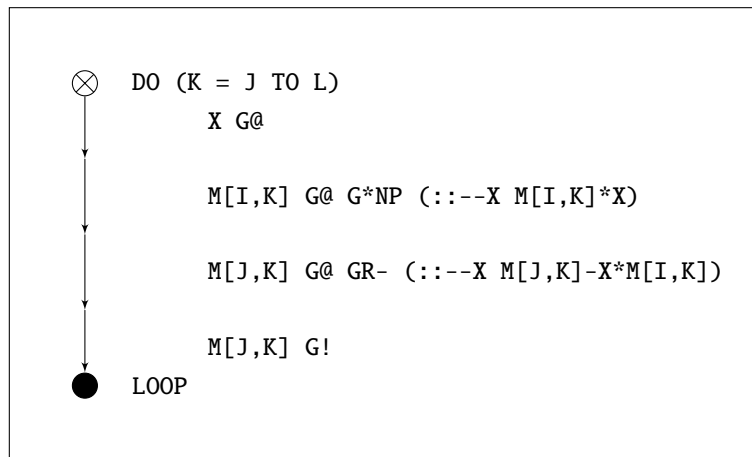 DO (K = J TO L)
X G@
M[I,K] G@ G*NP (::--X M[I,K]*X)
M[J,K] G@ GR- (::--X M[J,K]-X*M[I,K])
M[J,K] G!
LOOP